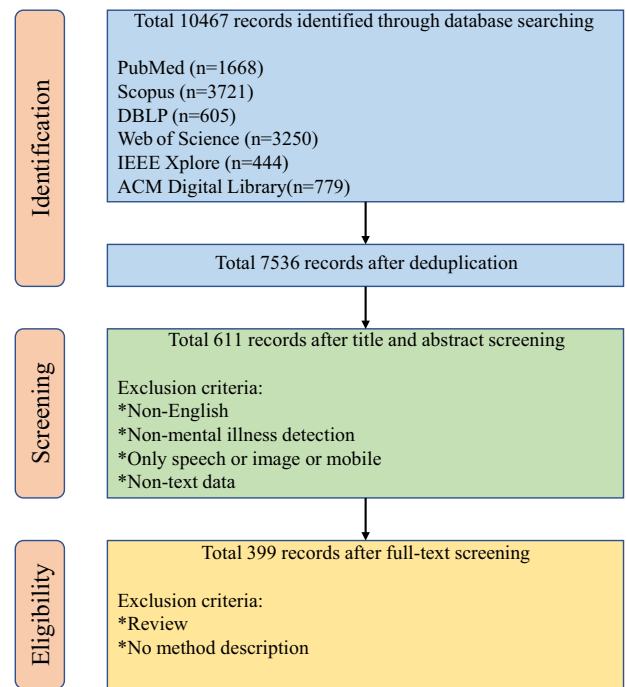 Identification
Total 10467 records identified through database searching
PubMed (n=1668)
Scopus (n=3721)
DBLP (n=605)
Web of Science (n=3250)
IEEE Xplore (n=444)
ACM Digital Library(n=779)
Total 7536 records after deduplication
Screening
Total 611 records after title and abstract screening
Exclusion criteria:
*Non-English
*Non-mental illness detection
*Only speech or image or mobile
*Non-text data
Eligibility
Total 399 records after full-text screening
Exclusion criteria:
*Review
*No method description